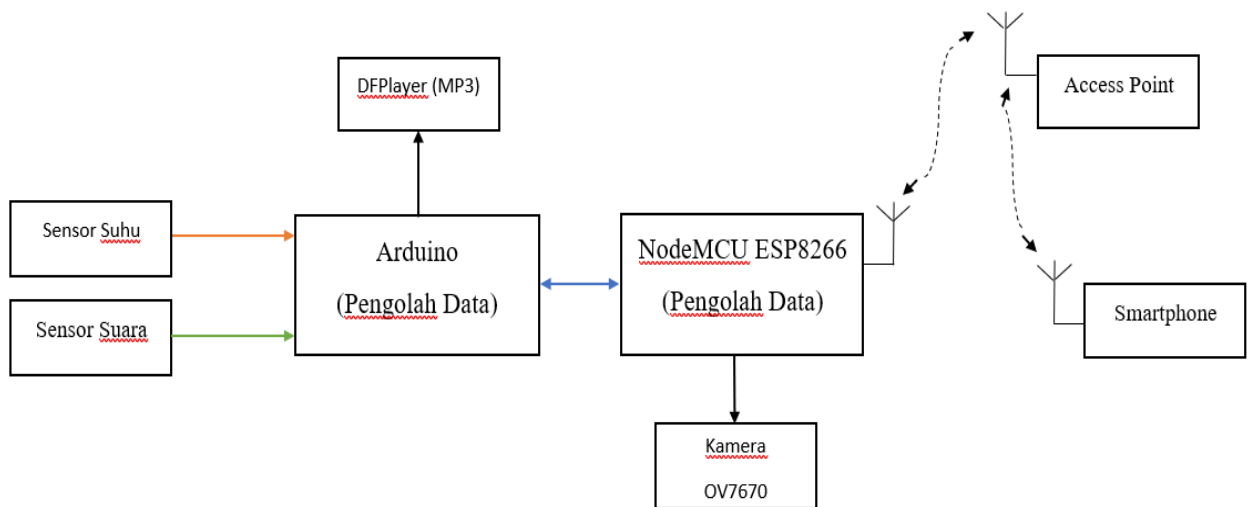 DFPlayer (MP3)
Access Point
Sensor Suhu
Arduino
(Pengolah Data)
NodeMCU ESP8266
(Pengolah Data)
Sensor Suara
Smartphone
Kamera
OV7670